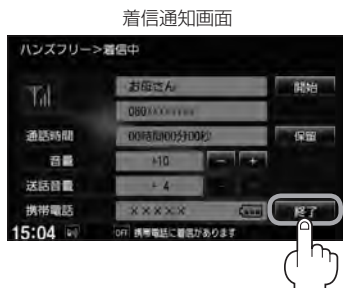 着信通知画面
ハンズフリー>着信中
お母さん 開始
080×××××××
通話時間 00時間00分00秒 保留
音量 +10 − +
送話音量 + 4
携帯電話 ××××× 終了
15:04 OFF 携帯電話に着信があります